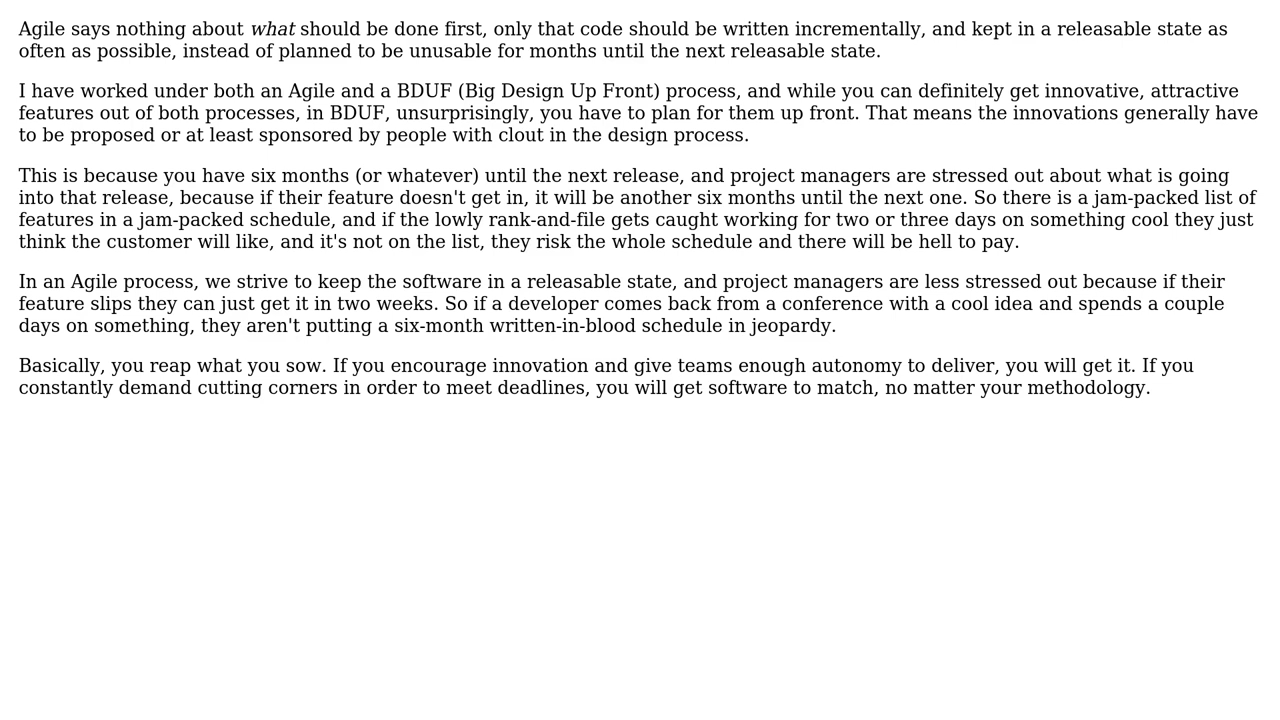 Agile says nothing about what should be done first, only that code should be written incrementally, and kept in a releasable state as
often as possible, instead of planned to be unusable for months until the next releasable state.
I have worked under both an Agile and a BDUF (Big Design Up Front) process, and while you can definitely get innovative, attractive
features out of both processes, in BDUF, unsurprisingly, you have to plan for them up front. That means the innovations generally have
to be proposed or at least sponsored by people with clout in the design process.
This is because you have six months (or whatever) until the next release, and project managers are stressed out about what is going
into that release, because if their feature doesn't get in, it will be another six months until the next one. So there is a jam-packed list of
features in a jam-packed schedule, and if the lowly rank-and-file gets caught working for two or three days on something cool they just
think the customer will like, and it's not on the list, they risk the whole schedule and there will be hell to pay.
In an Agile process, we strive to keep the software in a releasable state, and project managers are less stressed out because if their
feature slips they can just get it in two weeks. So if a developer comes back from a conference with a cool idea and spends a couple
days on something, they aren't putting a six-month written-in-blood schedule in jeopardy.
Basically, you reap what you sow. If you encourage innovation and give teams enough autonomy to deliver, you will get it. If you
constantly demand cutting corners in order to meet deadlines, you will get software to match, no matter your methodology.